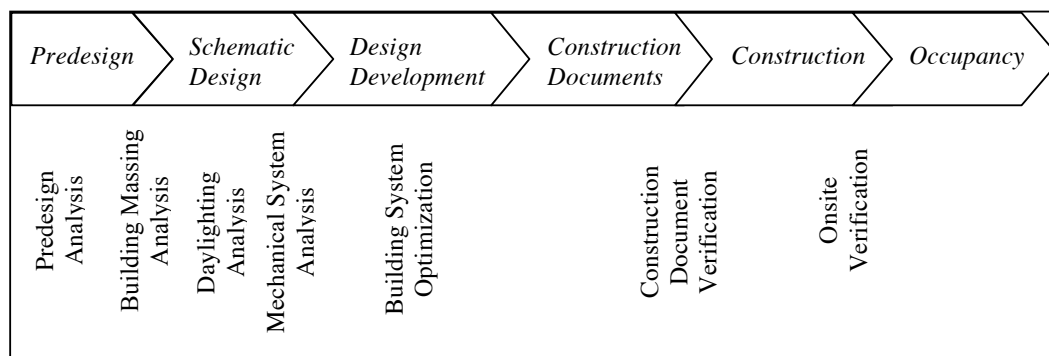 Predesign
Schematic
Design
Design
Development
Construction
Documents
Construction
Occupancy
Predesign
Analysis
Building Massing
Analysis
Daylighting
Analysis
Mechanical System
Analysis
Building System
Optimization
Construction
Document
Verification
Onsite
Verification